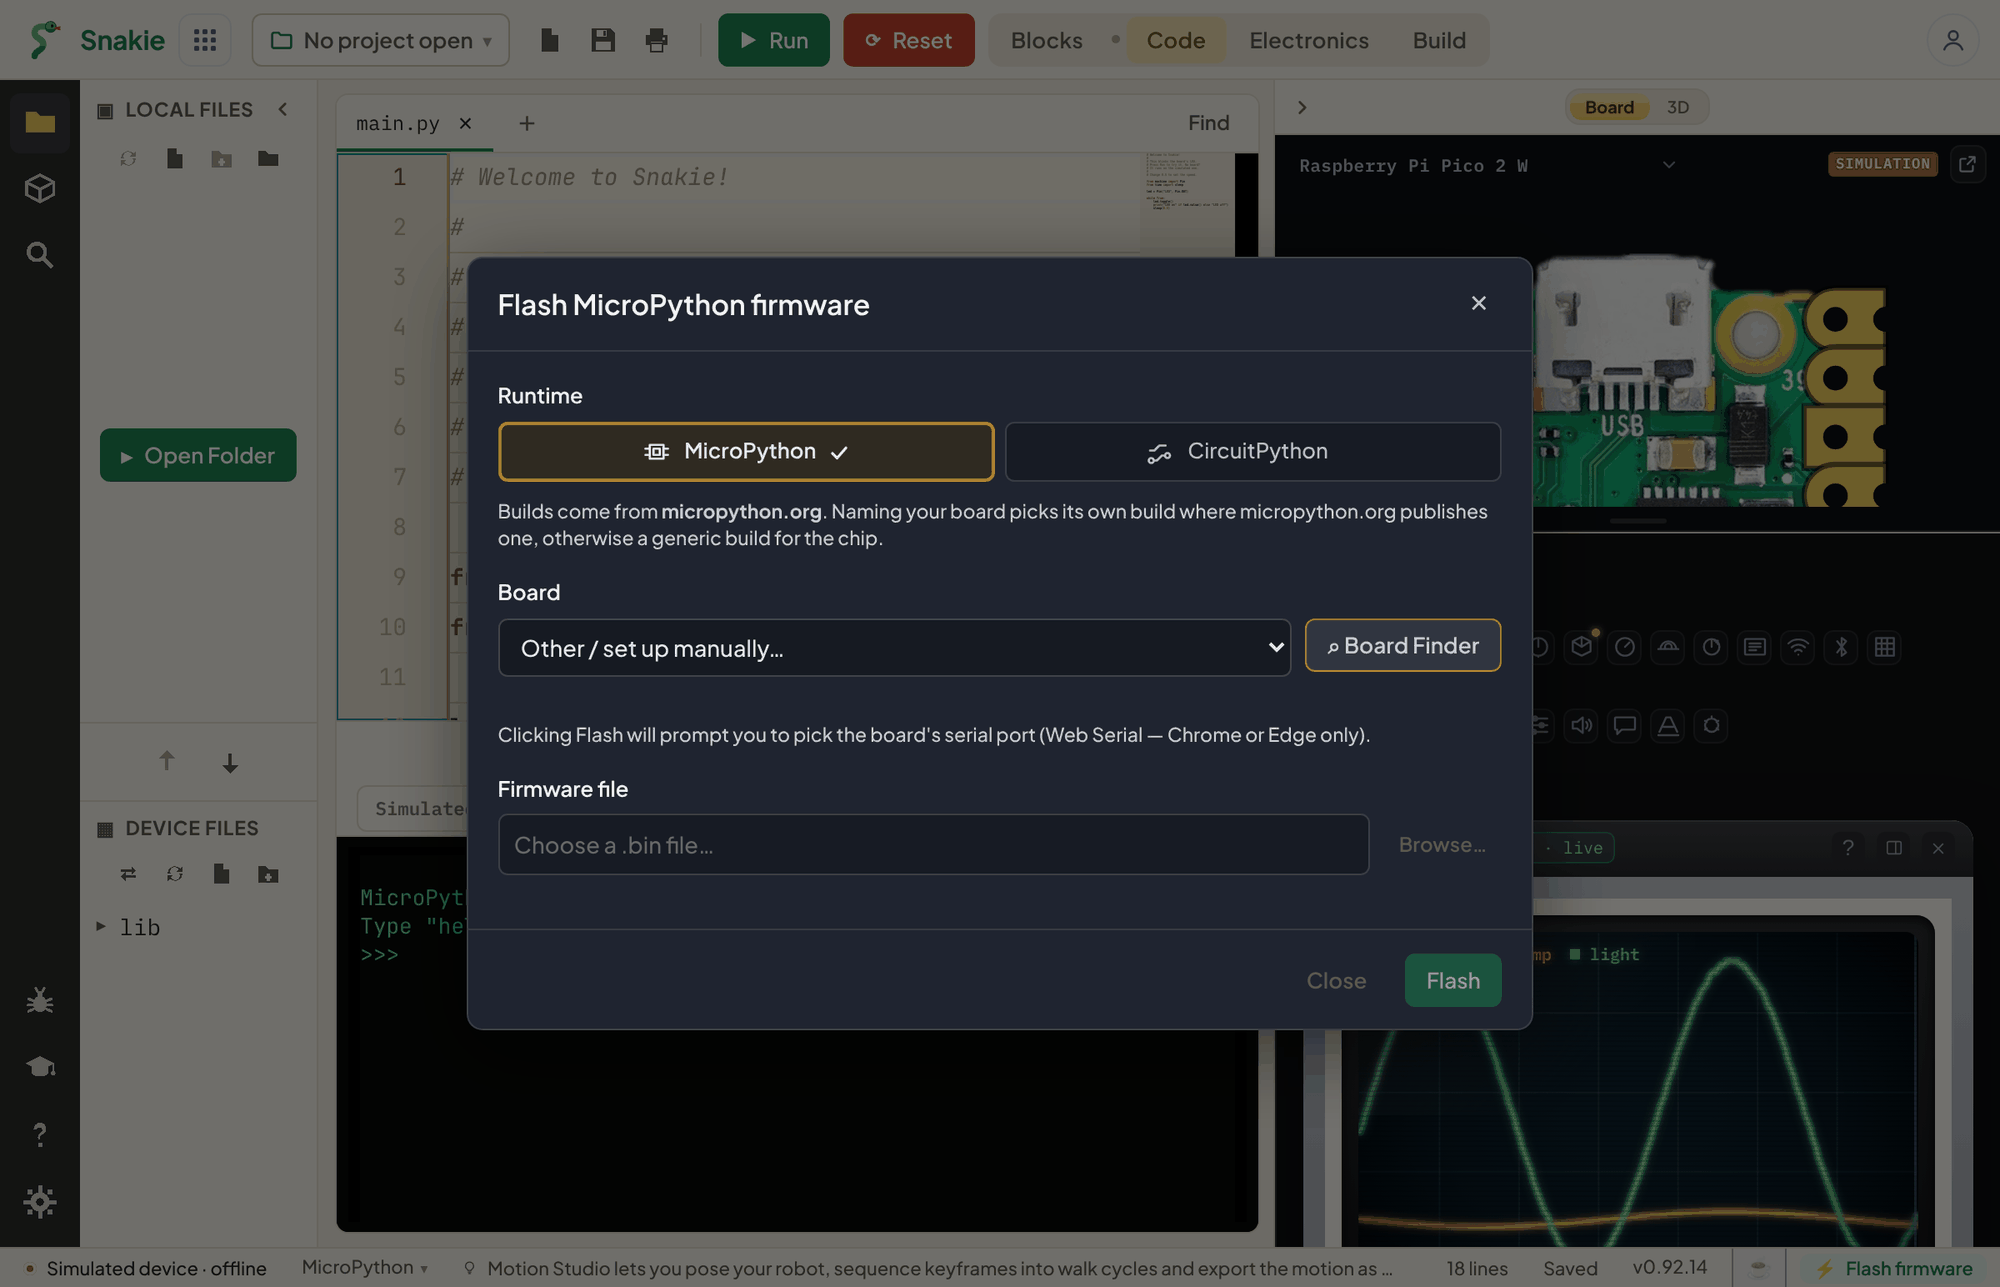 Snakie
No project open
Run
Reset
Blocks
Code
Electronics
Build
LOCAL FILES
main.py
Find
Board
3D
Open Folder
1 # Welcome to Snakie!
2 #
3 #
4 #
5 #
6 #
7 #
8
9 f
10 f
11
Raspberry Pi Pico 2 W
SIMULATION
USB
39
Flash MicroPython firmware
Runtime
MicroPython
CircuitPython
Builds come from micropython.org. Naming your board picks its own build where micropython.org publishes
one, otherwise a generic build for the chip.
Board
Other / set up manually...
Board Finder
Clicking Flash will prompt you to pick the board's serial port (Web Serial — Chrome or Edge only).
Firmware file
Choose a .bin file...
Browse...
Close
Flash
DEVICE FILES
lib
Simulate
MicroPyt
Type "he
>>>
· live
mp
light
Simulated device · offline
MicroPython
Motion Studio lets you pose your robot, sequence keyframes into walk cycles and export the motion as ...
18 lines
Saved
v0.92.14
Flash firmware